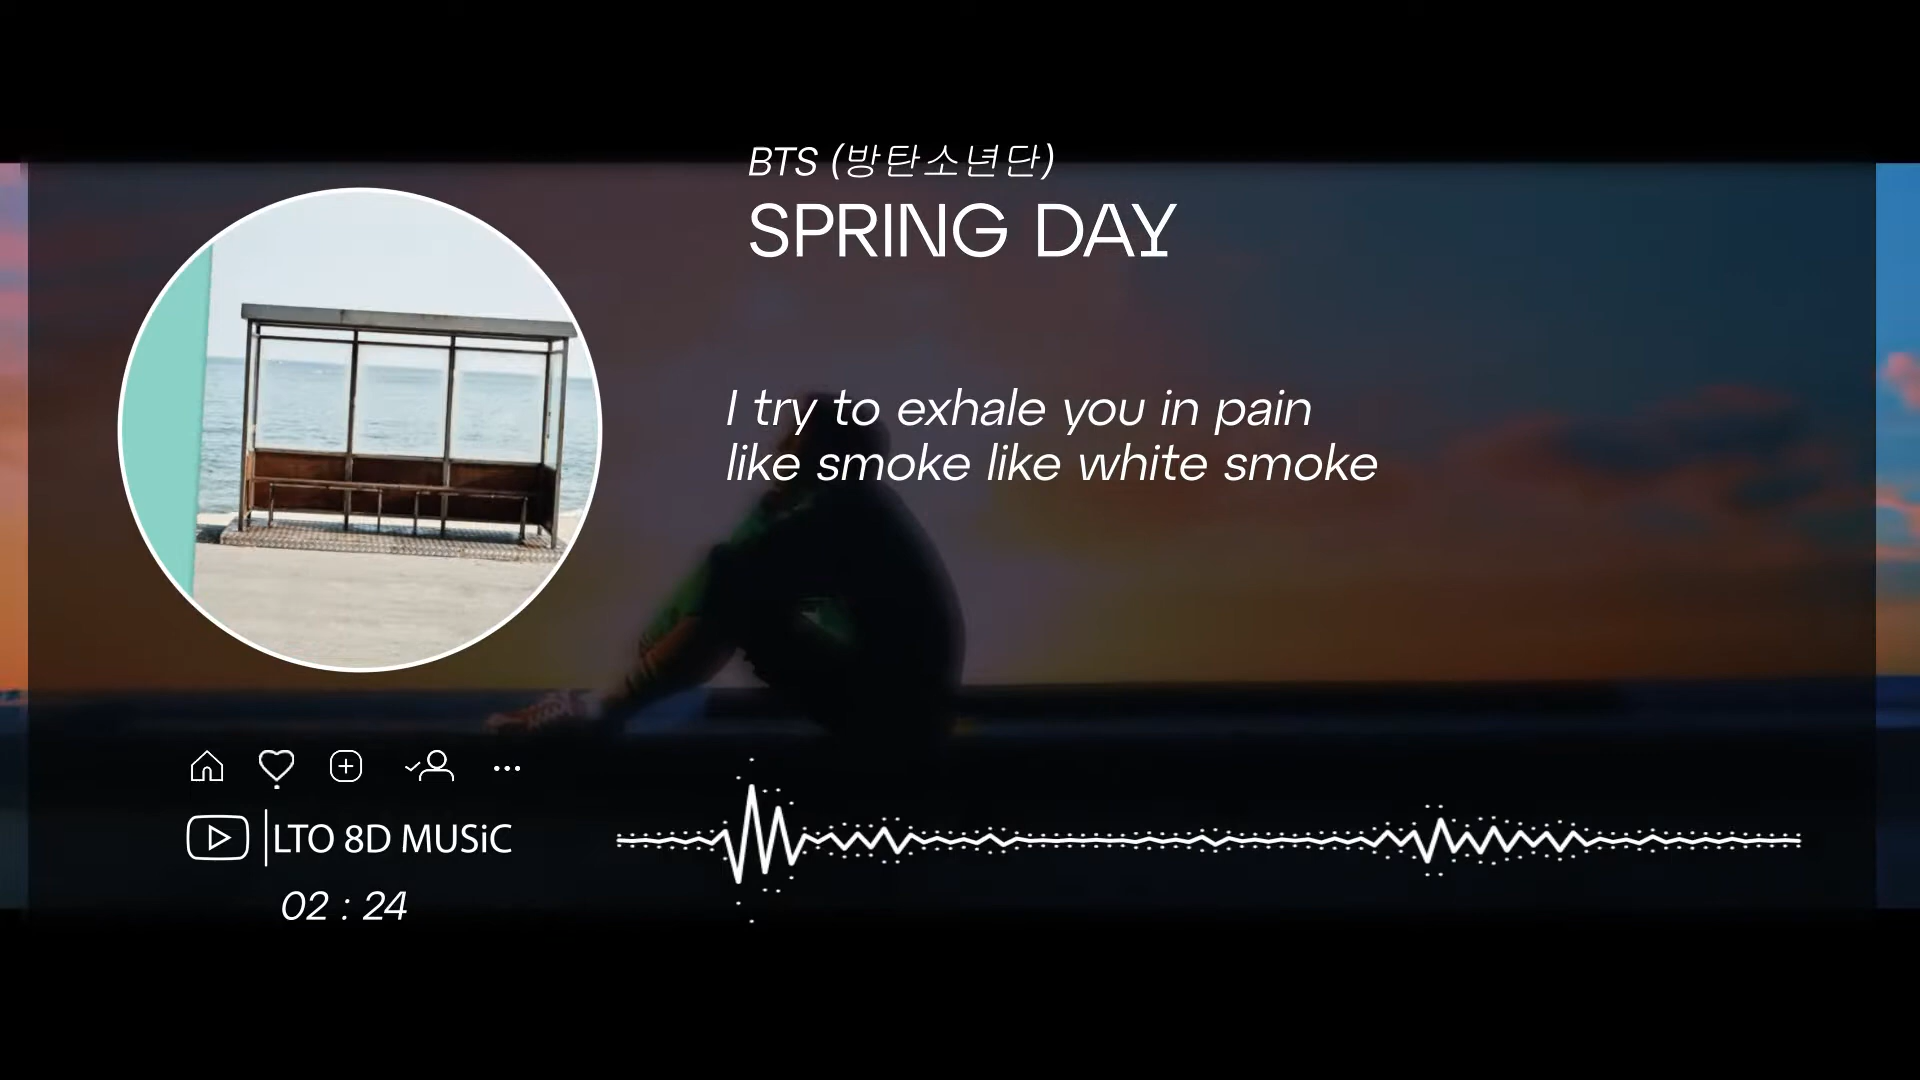 BTS (방탄소년단)
SPRING DAY
I try to exhale you in pain
like smoke like white smoke
LTO 8D MUSiC
02 : 24